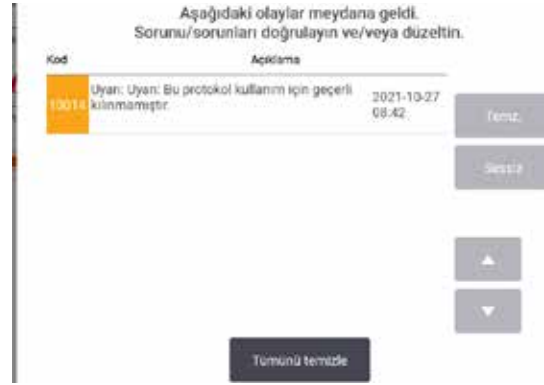 Aşağıdaki olaylar meydana geldi.
Sorunu/sorunları doğrulayın ve/veya düzeltin.
Kod Açıklama
10014 Uyarı: Uyarı: Bu protokol kullanım için geçerli kılınmamıştır. 2021-10-27 08:42
Temiz.
Sessiz
Tümünü temizle